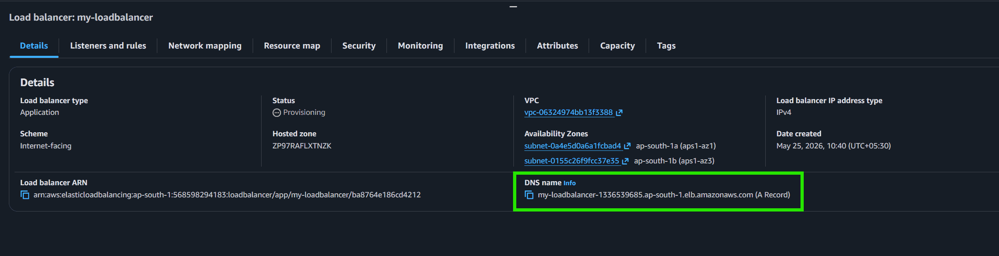 Load balancer: my-loadbalancer
Details
Listeners and rules
Network mapping
Resource map
Security
Monitoring
Integrations
Attributes
Capacity
Tags
Details
Load balancer type
Application
Status
Provisioning
VPC
vpc-06324974bb13f3388
Load balancer IP address type
IPv4
Scheme
Internet-facing
Hosted zone
ZP97RAFLXTNZK
Availability Zones
subnet-0a4e5d0a6a1fcbad4 ap-south-1a (aps1-az1)
subnet-0155c26f9fcc37e35 ap-south-1b (aps1-az3)
Date created
May 25, 2026, 10:40 (UTC+05:30)
Load balancer ARN
arn:aws:elasticloadbalancing:ap-south-1:568598294183:loadbalancer/app/my-loadbalancer/ba8764e186cd4212
DNS name Info
my-loadbalancer-1336539685.ap-south-1.elb.amazonaws.com (A Record)